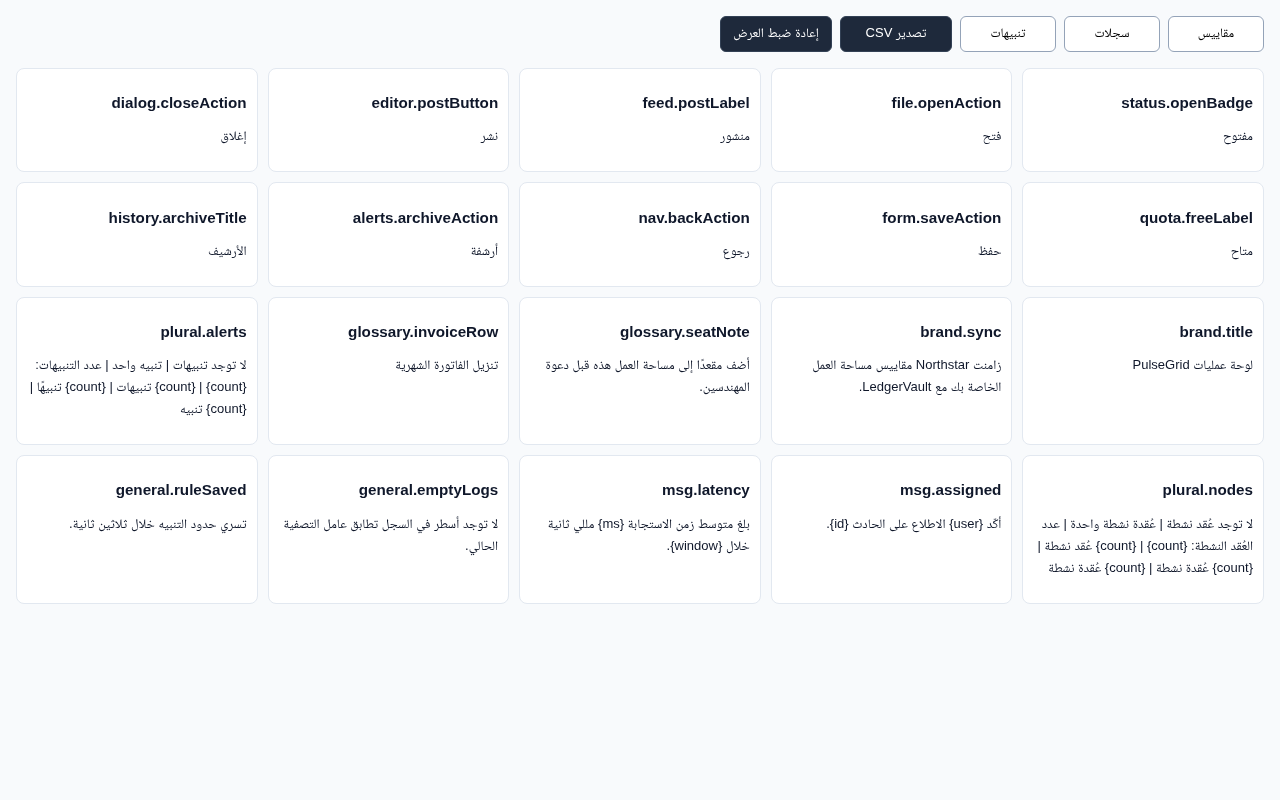 مقاييس
سجلات
تنبيهات
تصدير CSV
إعادة ضبط العرض
status.openBadge
مفتوح
file.openAction
فتح
feed.postLabel
منشور
editor.postButton
نشر
dialog.closeAction
إغلاق
quota.freeLabel
متاح
form.saveAction
حفظ
nav.backAction
رجوع
alerts.archiveAction
أرشفة
history.archiveTitle
الأرشيف
brand.title
لوحة عمليات PulseGrid
brand.sync
زامنت Northstar مقاييس مساحة العمل
الخاصة بك مع LedgerVault.
glossary.seatNote
أضف مقعدًا إلى مساحة العمل هذه قبل دعوة
المهندسين.
glossary.invoiceRow
تنزيل الفاتورة الشهرية
plural.alerts
لا توجد تنبيهات | تنبيه واحد | عدد التنبيهات:
{count} | {count} تنبيهات | {count} تنبيهًا |
{count} تنبيه
plural.nodes
لا توجد عُقد نشطة | عُقدة نشطة واحدة | عدد
العُقد النشطة: {count} | {count} عُقد نشطة |
{count} عُقدة نشطة | {count} عُقدة نشطة
msg.assigned
أكّد {user} الاطلاع على الحادث {id}.
msg.latency
بلغ متوسط زمن الاستجابة {ms} مللي ثانية
خلال {window}.
general.emptyLogs
لا توجد أسطر في السجل تطابق عامل التصفية
الحالي.
general.ruleSaved
تسري حدود التنبيه خلال ثلاثين ثانية.